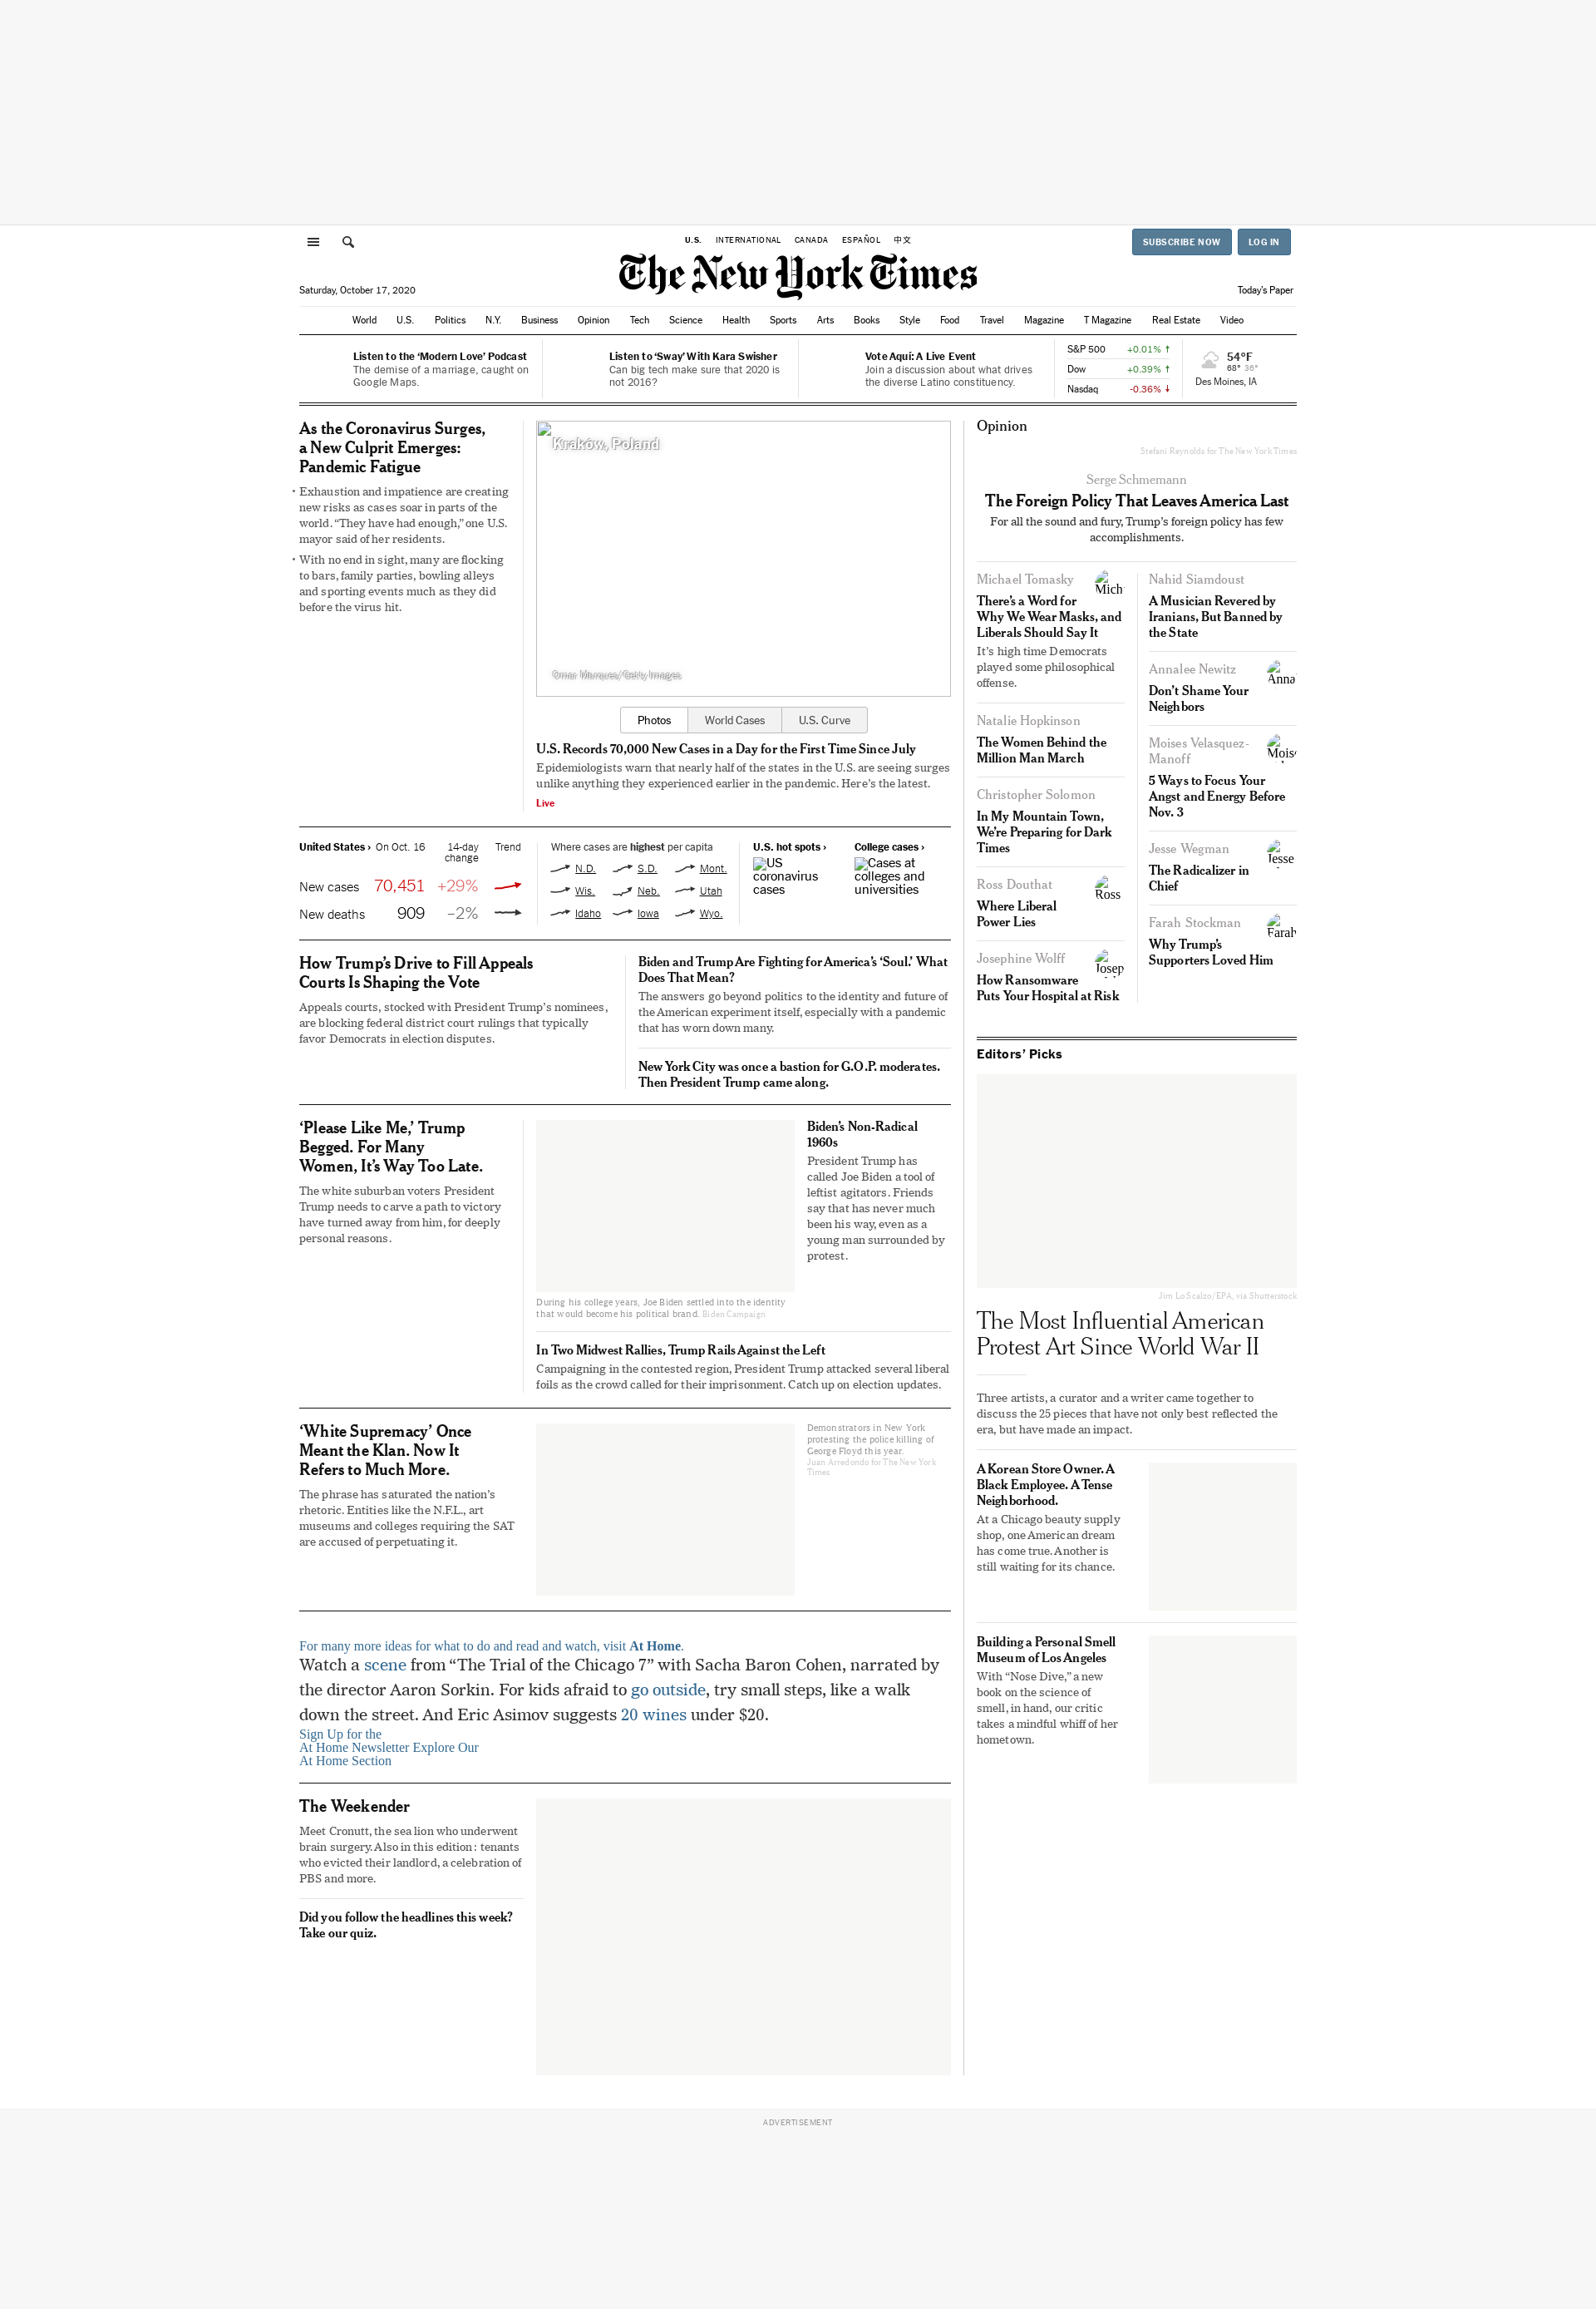 U.S. INTERNATIONAL CANADA ESPAÑOL 中文
SUBSCRIBE NOW LOG IN
The New York Times
Saturday, October 17, 2020
Today's Paper
World U.S. Politics N.Y. Business Opinion Tech Science Health Sports Arts Books Style Food Travel Magazine T Magazine Real Estate Video
Listen to the ‘Modern Love’ Podcast
The demise of a marriage, caught on
Google Maps.
Listen to ‘Sway’ With Kara Swisher
Can big tech make sure that 2020 is
not 2016?
Vote Aquí: A Live Event
Join a discussion about what drives
the diverse Latino constituency.
S&P 500 +0.01% ↑
Dow +0.39% ↑
Nasdaq -0.36% ↓
54°F
68° 36°
Des Moines, IA
As the Coronavirus Surges,
a New Culprit Emerges:
Pandemic Fatigue
• Exhaustion and impatience are creating
new risks as cases soar in parts of the
world. “They have had enough,” one U.S.
mayor said of her residents.
• With no end in sight, many are flocking
to bars, family parties, bowling alleys
and sporting events much as they did
before the virus hit.
Kraków, Poland
Omar Marques/Getty Images
Photos World Cases U.S. Curve
U.S. Records 70,000 New Cases in a Day for the First Time Since July
Epidemiologists warn that nearly half of the states in the U.S. are seeing surges
unlike anything they experienced earlier in the pandemic. Here’s the latest.
Live
United States › On Oct. 16 14-day
change Trend
New cases 70,451 +29%
New deaths 909 –2%
Where cases are highest per capita
N.D. S.D. Mont.
Wis. Neb. Utah
Idaho Iowa Wyo.
U.S. hot spots ›
US
coronavirus
cases
College cases ›
Cases at
colleges and
universities
How Trump’s Drive to Fill Appeals
Courts Is Shaping the Vote
Appeals courts, stocked with President Trump’s nominees,
are blocking federal district court rulings that typically
favor Democrats in election disputes.
Biden and Trump Are Fighting for America’s ‘Soul.’ What
Does That Mean?
The answers go beyond politics to the identity and future of
the American experiment itself, especially with a pandemic
that has worn down many.
New York City was once a bastion for G.O.P. moderates.
Then President Trump came along.
‘Please Like Me,’ Trump
Begged. For Many
Women, It’s Way Too Late.
The white suburban voters President
Trump needs to carve a path to victory
have turned away from him, for deeply
personal reasons.
During his college years, Joe Biden settled into the identity
that would become his political brand. Biden Campaign
Biden’s Non-Radical
1960s
President Trump has
called Joe Biden a tool of
leftist agitators. Friends
say that has never much
been his way, even as a
young man surrounded by
protest.
In Two Midwest Rallies, Trump Rails Against the Left
Campaigning in the contested region, President Trump attacked several liberal
foils as the crowd called for their imprisonment. Catch up on election updates.
‘White Supremacy’ Once
Meant the Klan. Now It
Refers to Much More.
The phrase has saturated the nation’s
rhetoric. Entities like the N.F.L., art
museums and colleges requiring the SAT
are accused of perpetuating it.
Demonstrators in New York
protesting the police killing of
George Floyd this year.
Juan Arredondo for The New York
Times
For many more ideas for what to do and read and watch, visit At Home.
Watch a scene from “The Trial of the Chicago 7” with Sacha Baron Cohen, narrated by
the director Aaron Sorkin. For kids afraid to go outside, try small steps, like a walk
down the street. And Eric Asimov suggests 20 wines under $20.
Sign Up for the
At Home Newsletter Explore Our
At Home Section
The Weekender
Meet Cronutt, the sea lion who underwent
brain surgery. Also in this edition: tenants
who evicted their landlord, a celebration of
PBS and more.
Did you follow the headlines this week?
Take our quiz.
Opinion
Stefani Reynolds for The New York Times
Serge Schmemann
The Foreign Policy That Leaves America Last
For all the sound and fury, Trump’s foreign policy has few
accomplishments.
Michael Tomasky
Mich
There’s a Word for
Why We Wear Masks, and
Liberals Should Say It
It’s high time Democrats
played some philosophical
offense.
Natalie Hopkinson
The Women Behind the
Million Man March
Christopher Solomon
In My Mountain Town,
We’re Preparing for Dark
Times
Ross Douthat
Ross
Where Liberal
Power Lies
Josephine Wolff
Josep
How Ransomware
Puts Your Hospital at Risk
Nahid Siamdoust
A Musician Revered by
Iranians, But Banned by
the State
Annalee Newitz
Anna
Don’t Shame Your
Neighbors
Moises Velasquez-
Manoff
Moise
5 Ways to Focus Your
Angst and Energy Before
Nov. 3
Jesse Wegman
Jesse
The Radicalizer in
Chief
Farah Stockman
Farah
Why Trump’s
Supporters Loved Him
Editors’ Picks
Jim LoScalzo/EPA, via Shutterstock
The Most Influential American
Protest Art Since World War II
Three artists, a curator and a writer came together to
discuss the 25 pieces that have not only best reflected the
era, but have made an impact.
A Korean Store Owner. A
Black Employee. A Tense
Neighborhood.
At a Chicago beauty supply
shop, one American dream
has come true. Another is
still waiting for its chance.
Building a Personal Smell
Museum of Los Angeles
With “Nose Dive,” a new
book on the science of
smell, in hand, our critic
takes a mindful whiff of her
hometown.
ADVERTISEMENT